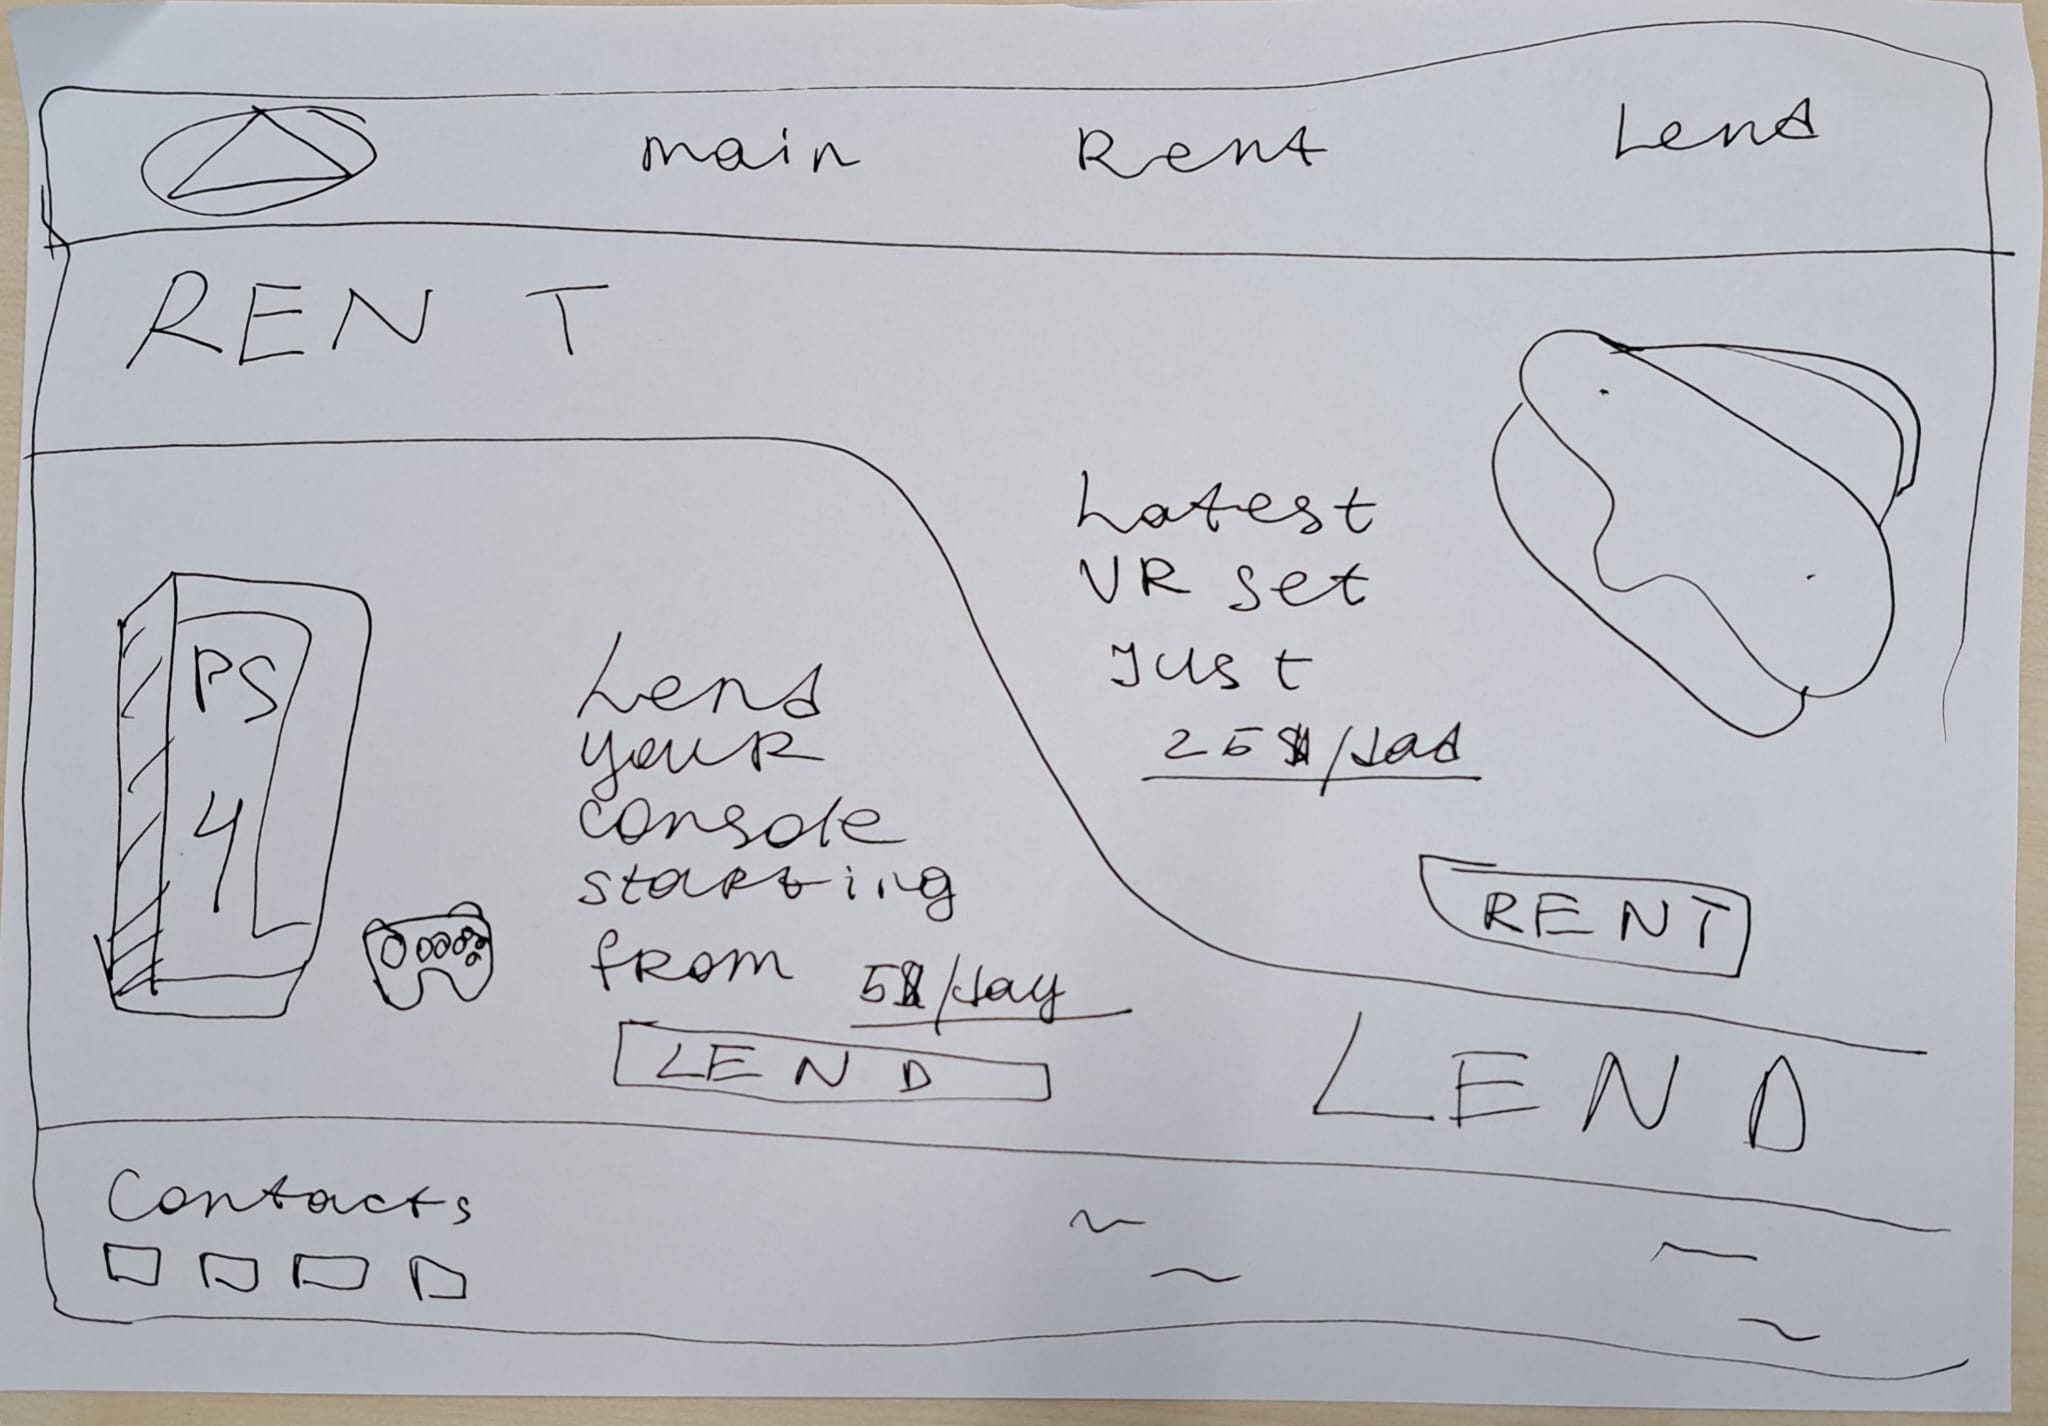 main Rent Lend
RENT
Latest
VR set
Just
25$/dad
RENT
PS
4
Lend
your
console
starting
from 5$/day
LEND
LEND
Contacts